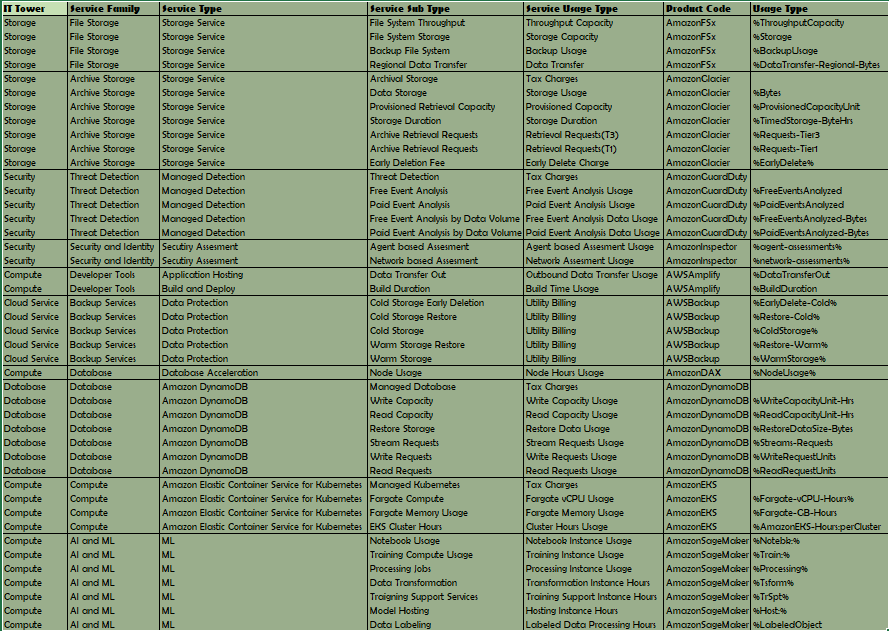 IT Tower Service Family Service Type Service Sub Type Service Usage Type Product Code Usage Type
Storage File Storage Storage Service File System Throughput Throughput Capacity AmazonFSx %ThroughputCapacity
Storage File Storage Storage Service File System Storage Storage Capacity AmazonFSx %Storage
Storage File Storage Storage Service Backup File System Backup Usage AmazonFSx %BackupUsage
Storage File Storage Storage Service Regional Data Transfer Data Transfer AmazonFSx %DataTransfer-Regional-Bytes
Storage Archive Storage Storage Service Archival Storage Tax Charges AmazonGlacier
Storage Archive Storage Storage Service Data Storage Storage Usage AmazonGlacier %Bytes
Storage Archive Storage Storage Service Provisioned Retrieval Capacity Provisioned Capacity AmazonGlacier %ProvisionedCapacityUnit
Storage Archive Storage Storage Service Storage Duration Storage Duration AmazonGlacier %TimedStorage-ByteHrs
Storage Archive Storage Storage Service Archive Retrieval Requests Retrieval Requests(T3) AmazonGlacier %Requests-Tier3
Storage Archive Storage Storage Service Archive Retrieval Requests Retrieval Requests(T1) AmazonGlacier %Requests-Tier1
Storage Archive Storage Storage Service Early Deletion Fee Early Delete Charge AmazonGlacier %EarlyDelete%
Security Threat Detection Managed Detection Threat Detection Tax Charges AmazonGuardDuty
Security Threat Detection Managed Detection Free Event Analysis Free Event Analysis Usage AmazonGuardDuty %FreeEventsAnalyzed
Security Threat Detection Managed Detection Paid Event Analysis Paid Event Analysis Usage AmazonGuardDuty %PaidEventsAnalyzed
Security Threat Detection Managed Detection Free Event Analysis by Data Volume Free Event Analysis Data Usage AmazonGuardDuty %FreeEventsAnalyzed-Bytes
Security Threat Detection Managed Detection Paid Event Analysis by Data Volume Paid Event Analysis Data Usage AmazonGuardDuty %PaidEventsAnalyzed-Bytes
Security Security and Identity Secutiry Assesment Agent based Assesment Agent based Assesment Usage AmazonInspector %agent-assessments%
Security Security and Identity Secutiry Assesment Network based Assesment Network Assesment Usage AmazonInspector %network-assessments%
Compute Developer Tools Application Hosting Data Transfer Out Outbound Data Transfer Usage AWSAmplify %DataTransferOut
Compute Developer Tools Build and Deploy Build Duration Build Time Usage AWSAmplify %BuildDuration
Cloud Service Backup Services Data Protection Cold Storage Early Deletion Utility Billing AWSBackup %EarlyDelete-Cold%
Cloud Service Backup Services Data Protection Cold Storage Restore Utility Billing AWSBackup %Restore-Cold%
Cloud Service Backup Services Data Protection Cold Storage Utility Billing AWSBackup %ColdStorage%
Cloud Service Backup Services Data Protection Warm Storage Restore Utility Billing AWSBackup %Restore-Warm%
Cloud Service Backup Services Data Protection Warm Storage Utility Billing AWSBackup %WarmStorage%
Compute Database Database Acceleration Node Usage Node Hours Usage AmazonDAX %NodeUsage%
Database Database Amazon DynamoDB Managed Database Tax Charges AmazonDynamoDB
Database Database Amazon DynamoDB Write Capacity Write Capacity Usage AmazonDynamoDB %WriteCapacityUnit-Hrs
Database Database Amazon DynamoDB Read Capacity Read Capacity Usage AmazonDynamoDB %ReadCapacityUnit-Hrs
Database Database Amazon DynamoDB Restore Storage Restore Data Usage AmazonDynamoDB %RestoreDataSize-Bytes
Database Database Amazon DynamoDB Stream Requests Stream Requests Usage AmazonDynamoDB %Streams-Requests
Database Database Amazon DynamoDB Write Requests Write Requests Usage AmazonDynamoDB %WriteRequestUnits
Database Database Amazon DynamoDB Read Requests Read Requests Usage AmazonDynamoDB %ReadRequestUnits
Compute Compute Amazon Elastic Container Service for Kubernetes Managed Kubernetes Tax Charges AmazonEKS
Compute Compute Amazon Elastic Container Service for Kubernetes Fargate Compute Fargate vCPU Usage AmazonEKS %Fargate-vCPU-Hours%
Compute Compute Amazon Elastic Container Service for Kubernetes Fargate Memory Usage Fargate Memory Usage AmazonEKS %Fargate-GB-Hours
Compute Compute Amazon Elastic Container Service for Kubernetes EKS Cluster Hours Cluster Hours Usage AmazonEKS %AmazonEKS-Hours:perCluster
Compute AI and ML ML Notebook Usage Notebook Instance Usage AmazonSageMaker %Notebk:%
Compute AI and ML ML Training Compute Usage Training Instance Usage AmazonSageMaker %Train:%
Compute AI and ML ML Processing Jobs Processing Instance Usage AmazonSageMaker %Processing%
Compute AI and ML ML Data Transformation Transformation Instance Hours AmazonSageMaker %Tsform%
Compute AI and ML ML Traigning Support Services Training Support Instance Hours AmazonSageMaker %TrSpt%
Compute AI and ML ML Model Hosting Hosting Instance Hours AmazonSageMaker %Host:%
Compute AI and ML ML Data Labeling Labeled Data Processing Hours AmazonSageMaker %LabeledObject